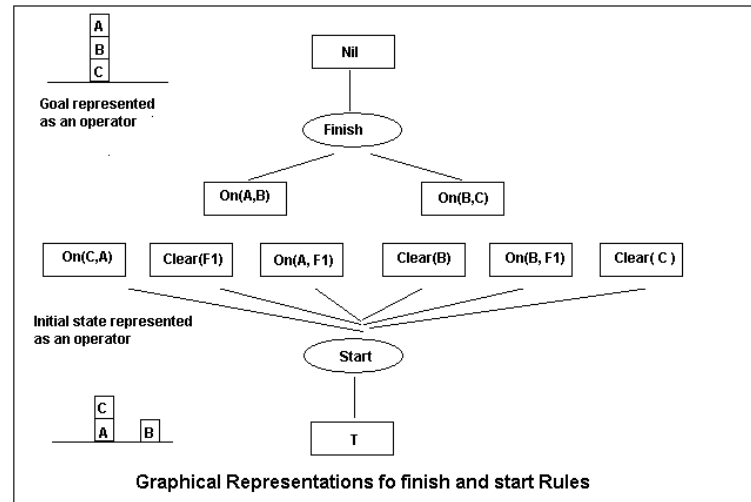 A
B
C
Nil
Goal represented
as an operator
Finish
On(A,B)
On(B,C)
On(C,A)
Clear(F1)
On(A, F1)
Clear(B)
On(B, F1)
Clear( C )
Initial state represented
as an operator
Start
C
A
B
T
Graphical Representations fo finish and start Rules